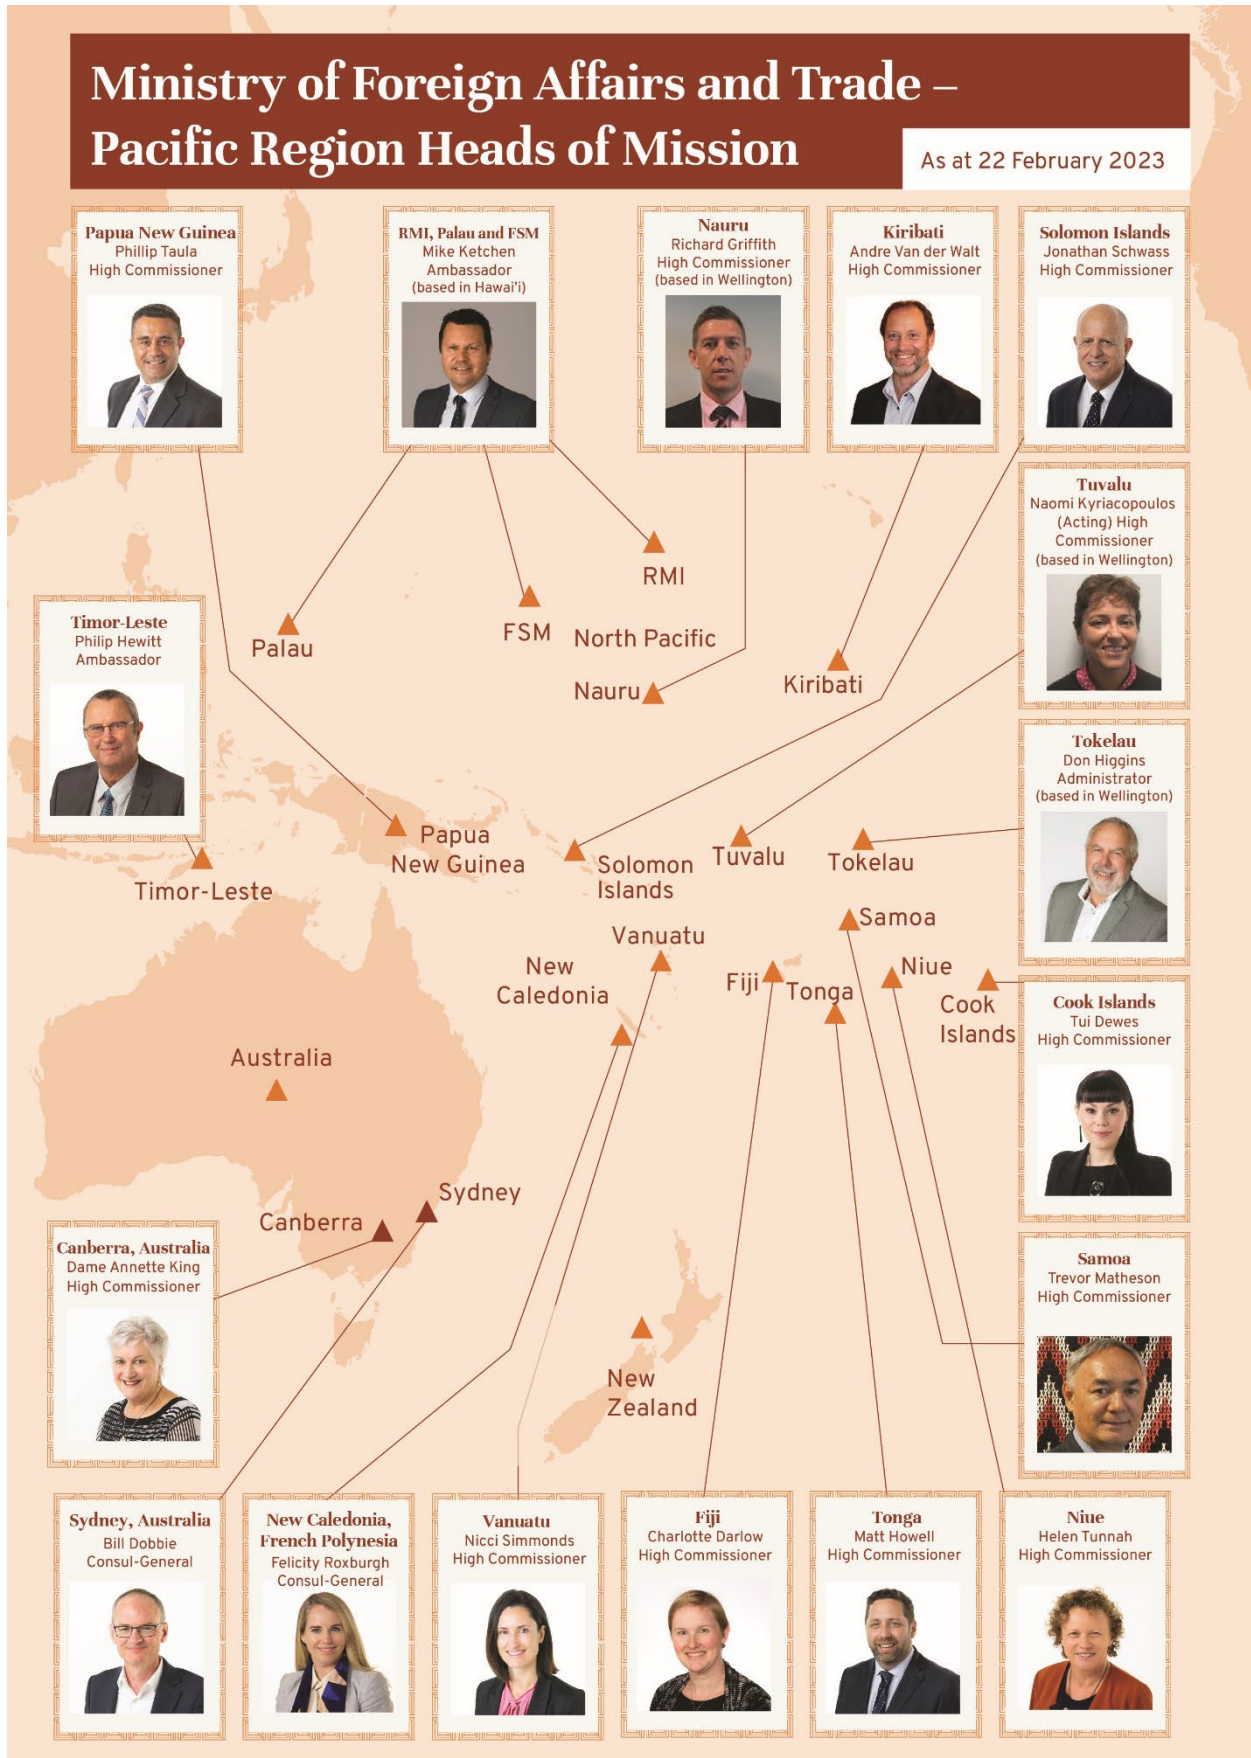 Ministry of Foreign Affairs and Trade –
Pacific Region Heads of Mission
As at 22 February 2023
Papua New Guinea
Phillip Taula
High Commissioner
RMI, Palau and FSM
Mike Ketchen
Ambassador
(based in Hawai'i)
Nauru
Richard Griffith
High Commissioner
(based in Wellington)
Kiribati
Andre Van der Walt
High Commissioner
Solomon Islands
Jonathan Schwass
High Commissioner
Tuvalu
Naomi Kyriacopoulos
(Acting) High
Commissioner
(based in Wellington)
Timor-Leste
Philip Hewitt
Ambassador
Tokelau
Don Higgins
Administrator
(based in Wellington)
Cook Islands
Tui Dewes
High Commissioner
Samoa
Trevor Matheson
High Commissioner
Canberra, Australia
Dame Annette King
High Commissioner
Sydney, Australia
Bill Dobbie
Consul-General
New Caledonia,
French Polynesia
Felicity Roxburgh
Consul-General
Vanuatu
Nicci Simmonds
High Commissioner
Fiji
Charlotte Darlow
High Commissioner
Tonga
Matt Howell
High Commissioner
Niue
Helen Tunnah
High Commissioner
RMI
FSM
North Pacific
Palau
Nauru
Kiribati
Papua
New Guinea
Solomon
Islands
Tuvalu
Tokelau
Timor-Leste
Samoa
Vanuatu
New
Caledonia
Fiji
Tonga
Niue
Cook
Islands
Australia
Sydney
Canberra
New
Zealand